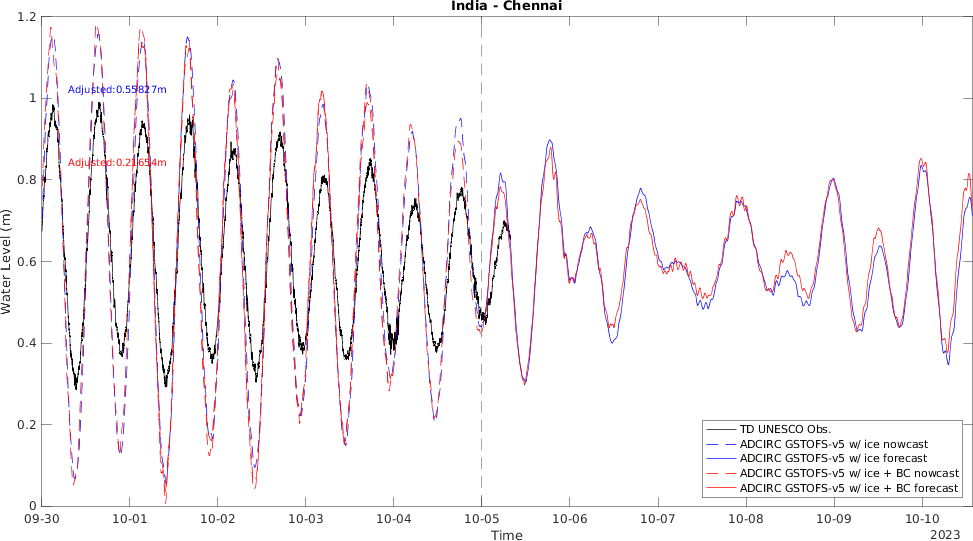 India - Chennai
Water Level (m)
1.2
1
0.8
0.6
0.4
0.2
0
Adjusted:0.55827m
Adjusted:0.21654m
TD UNESCO Obs.
ADCIRC GSTOFS-v5 w/ ice nowcast
ADCIRC GSTOFS-v5 w/ ice forecast
ADCIRC GSTOFS-v5 w/ ice + BC nowcast
ADCIRC GSTOFS-v5 w/ ice + BC forecast
09-30 10-01 10-02 10-03 10-04 10-05 10-06 10-07 10-08 10-09 10-10
Time
2023